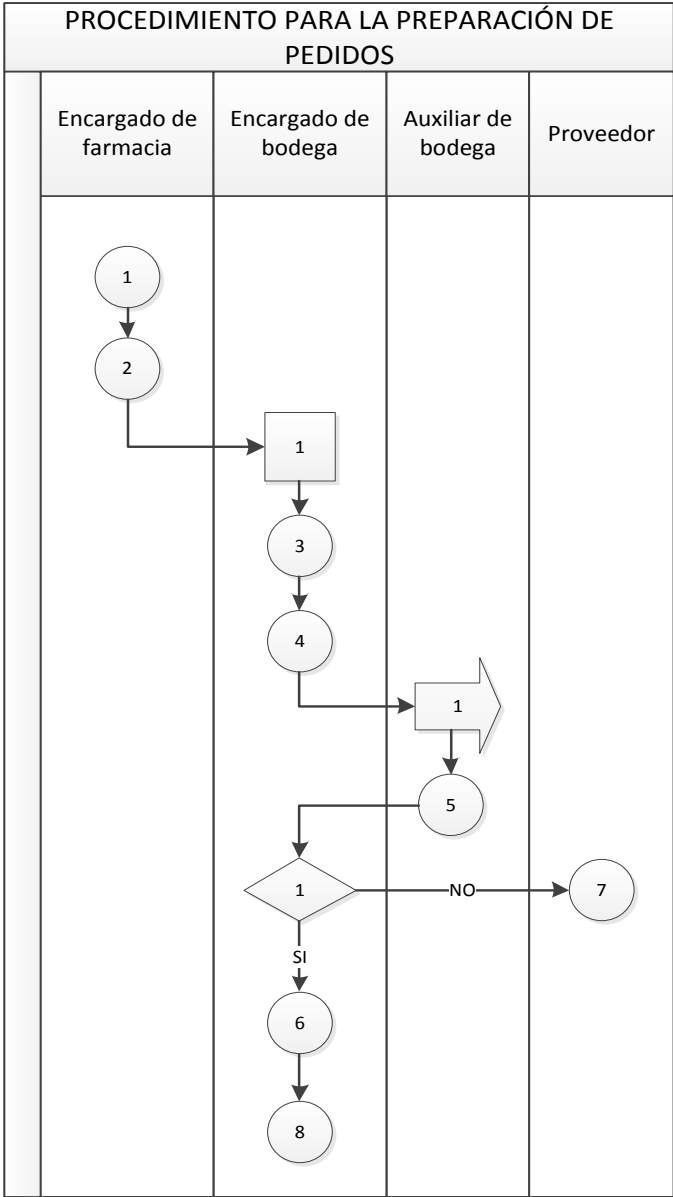 PROCEDIMIENTO PARA LA PREPARACIÓN DE
PEDIDOS
Encargado de
farmacia
Encargado de
bodega
Auxiliar de
bodega
Proveedor
1
2
1
3
4
1
5
1
NO
7
SI
6
8